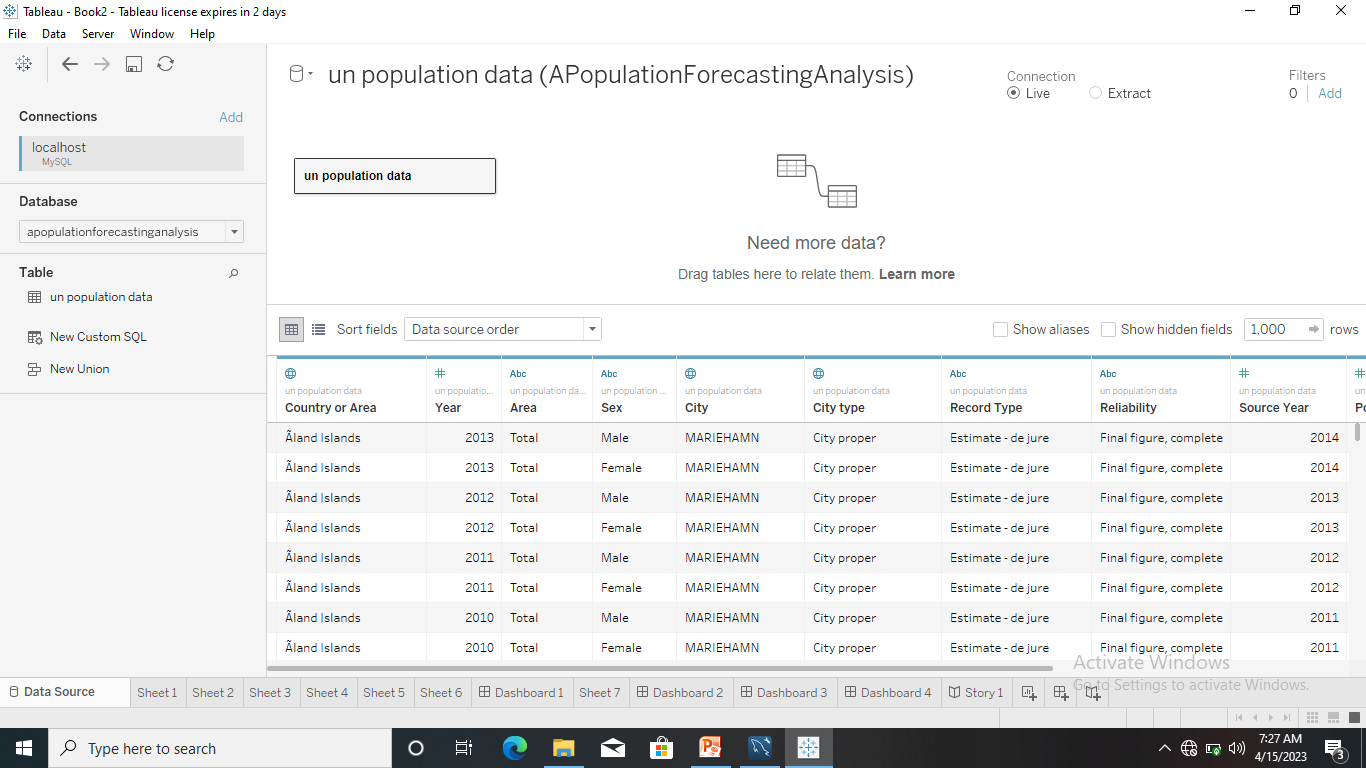 Tableau - Book2 - Tableau license expires in 2 days
File Data Server Window Help
Connections Add
localhost
MySQL
Database
apopulationforecastinganalysis
Table
un population data
New Custom SQL
New Union
un population data (APopulationForecastingAnalysis)
Connection
Live Extract
Filters
0 Add
un population data
Need more data?
Drag tables here to relate them. Learn more
Sort fields Data source order Show aliases Show hidden fields 1,000 rows
# Abc Abc Abc Abc # #
un population data un populatio... un population da... un population ... un population data un population data un population data un population data un population data
Country or Area Year Area Sex City City type Record Type Reliability Source Year Po
Ãland Islands 2013 Total Male MARIEHAMN City proper Estimate - de jure Final figure, complete 2014
Ãland Islands 2013 Total Female MARIEHAMN City proper Estimate - de jure Final figure, complete 2014
Ãland Islands 2012 Total Male MARIEHAMN City proper Estimate - de jure Final figure, complete 2013
Ãland Islands 2012 Total Female MARIEHAMN City proper Estimate - de jure Final figure, complete 2013
Ãland Islands 2011 Total Male MARIEHAMN City proper Estimate - de jure Final figure, complete 2012
Ãland Islands 2011 Total Female MARIEHAMN City proper Estimate - de jure Final figure, complete 2012
Ãland Islands 2010 Total Male MARIEHAMN City proper Estimate - de jure Final figure, complete 2011
Ãland Islands 2010 Total Female MARIEHAMN City proper Estimate - de jure Final figure, complete 2011
Activate Windows
Go to Settings to activate Windows.
Data Source Sheet 1 Sheet 2 Sheet 3 Sheet 4 Sheet 5 Sheet 6 Dashboard 1 Sheet 7 Dashboard 2 Dashboard 3 Dashboard 4 Story 1
Type here to search
7:27 AM
4/15/2023
3